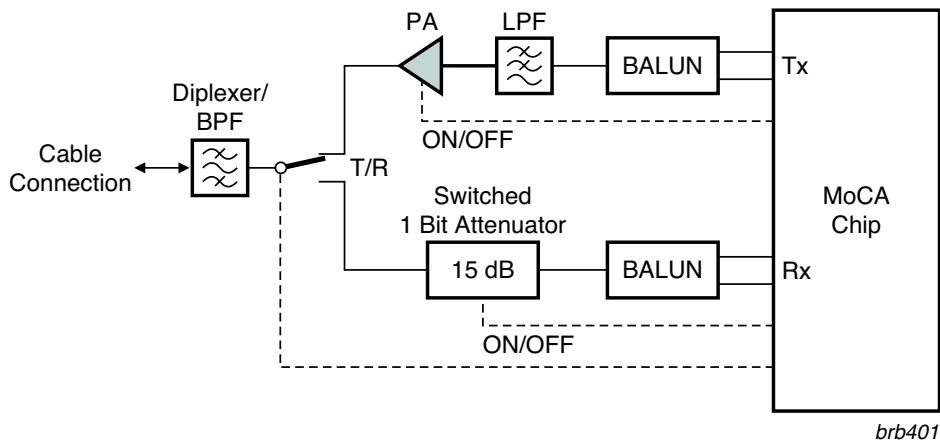 PA
LPF
BALUN
Tx
Diplexer/
BPF
ON/OFF
Cable
Connection
T/R
Switched
1 Bit Attenuator
MoCA
Chip
15 dB
BALUN
Rx
ON/OFF
brb401